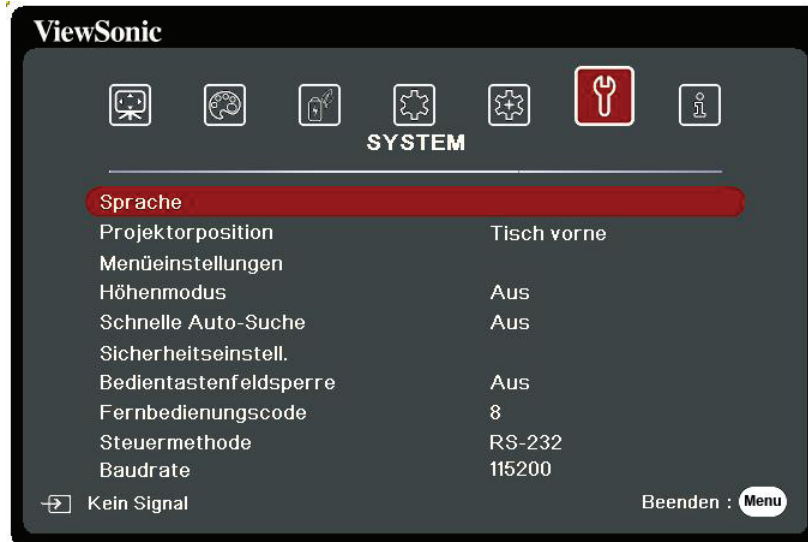 ViewSonic
SYSTEM
Sprache
Projektorposition Tisch vorne
Menüeinstellungen
Höhenmodus Aus
Schnelle Auto-Suche Aus
Sicherheitseinstell.
Bedientastenfeldsperre Aus
Fernbedienungscode 8
Steuermethode RS-232
Baudrate 115200
Kein Signal Beenden : Menu